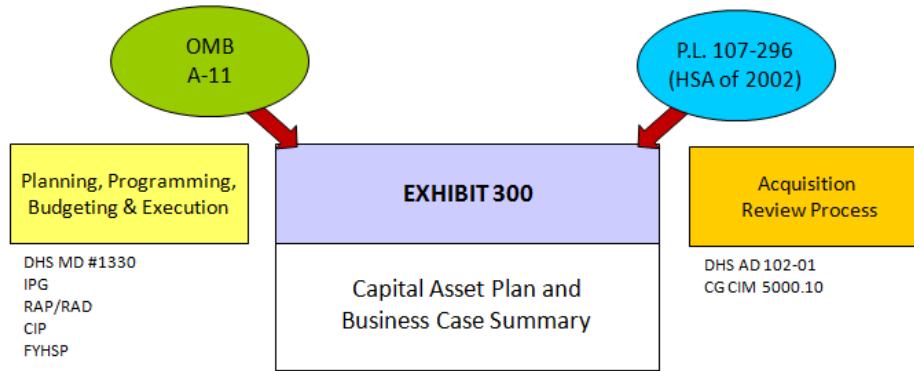 OMB
A-11
P.L. 107-296
(HSA of 2002)
Planning, Programming,
Budgeting & Execution
EXHIBIT 300
Acquisition
Review Process
DHS MD #1330
IPG
RAP/RAD
CIP
FYHSP
Capital Asset Plan and
Business Case Summary
DHS AD 102-01
CG CIM 5000.10